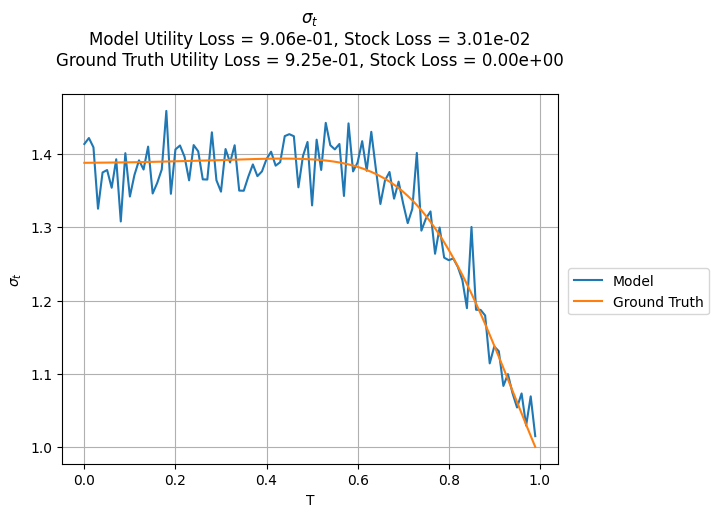 σt
Model Utility Loss = 9.06e-01, Stock Loss = 3.01e-02
Ground Truth Utility Loss = 9.25e-01, Stock Loss = 0.00e+00
1.4
1.3
1.2
1.1
1.0
σt
0.0 0.2 0.4 0.6 0.8 1.0
T
Model
Ground Truth